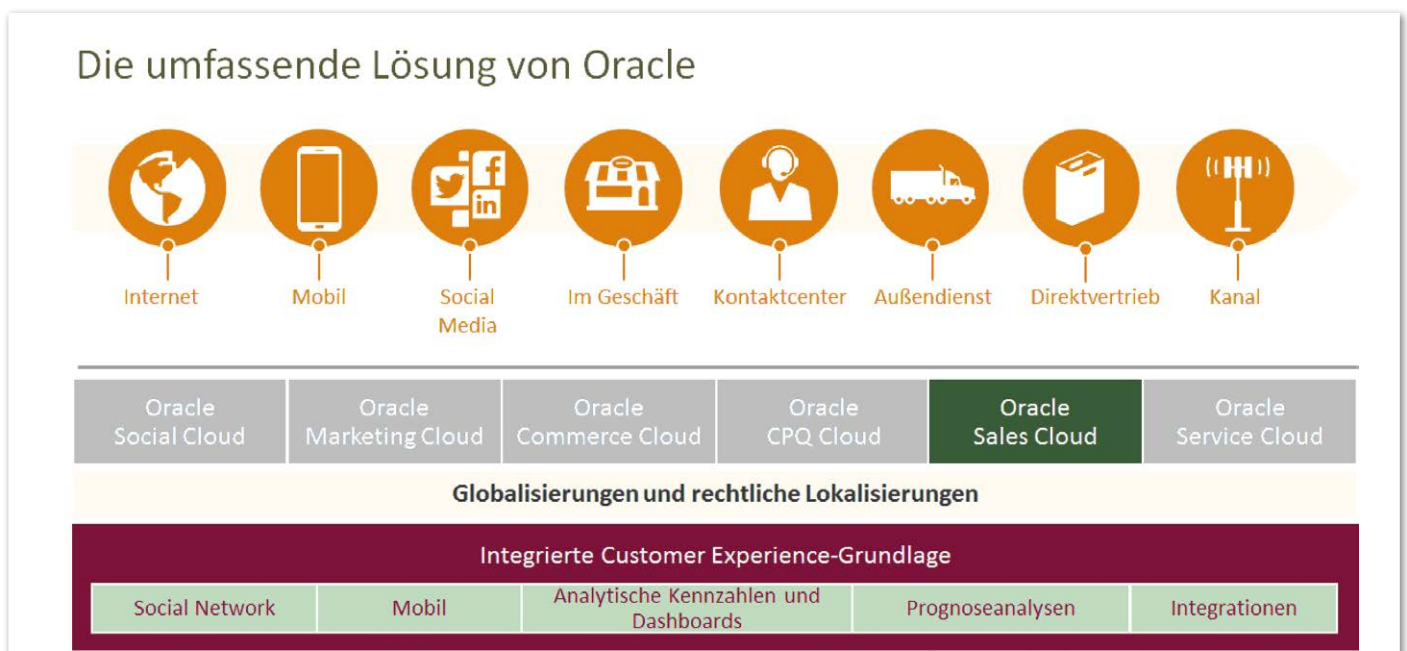 Die umfassende Lösung von Oracle
Internet
Mobil
Social
Media
Im Geschäft
Kontaktcenter
Außendienst
Direktvertrieb
Kanal
Oracle
Social Cloud
Oracle
Marketing Cloud
Oracle
Commerce Cloud
Oracle
CPQ Cloud
Oracle
Sales Cloud
Oracle
Service Cloud
Globalisierungen und rechtliche Lokalisierungen
Integrierte Customer Experience-Grundlage
Social Network
Mobil
Analytische Kennzahlen und
Dashboards
Prognoseanalysen
Integrationen